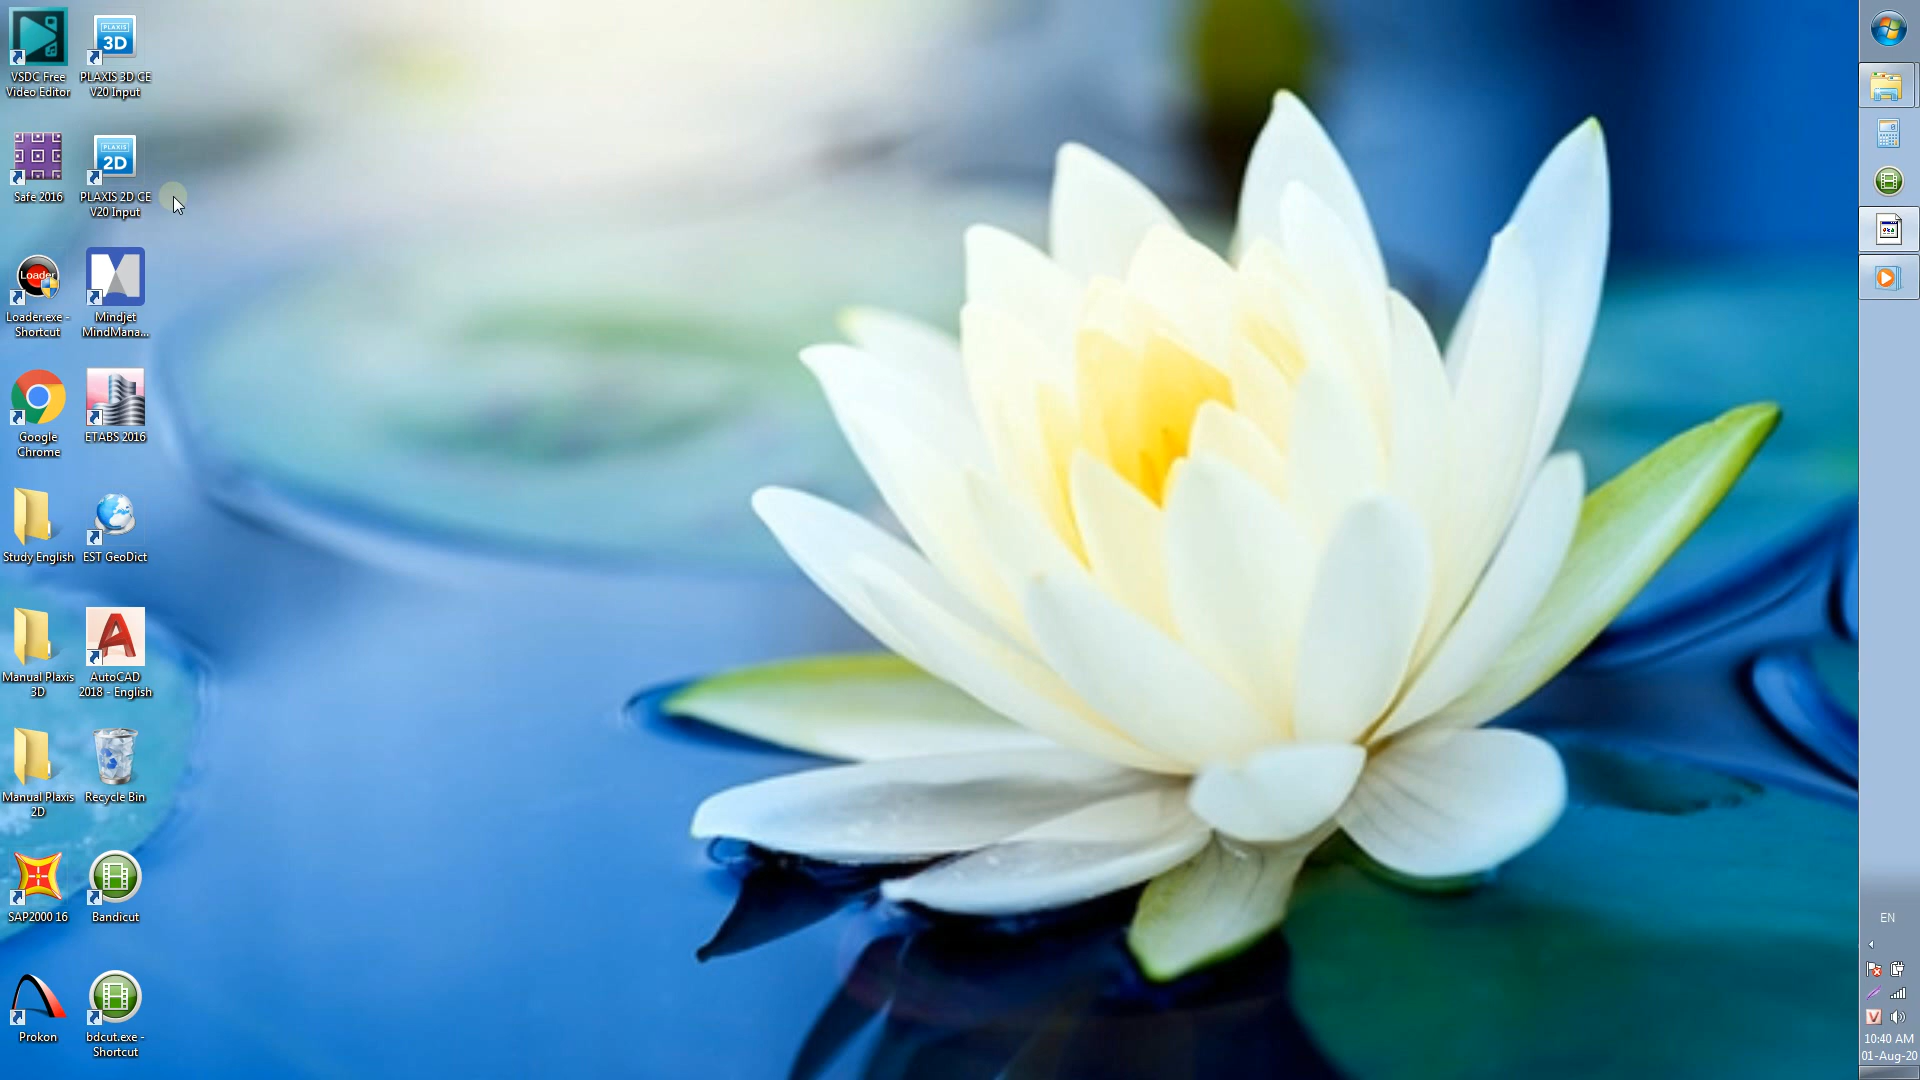 VSDC Free
Video Editor
PLAXIS
3D
PLAXIS 3D CE
V20 Input
Safe 2016
PLAXIS
2D
PLAXIS 2D CE
V20 Input
Loader
Loader.exe -
Shortcut
Mindjet
MindMana...
Google
Chrome
ETABS 2016
Study English
EST GeoDict
Manual Plaxis
3D
AutoCAD
2018 - English
Manual Plaxis
2D
Recycle Bin
SAP2000 16
Bandicut
Prokon
bdcut.exe -
Shortcut
EN
10:40 AM
01-Aug-20